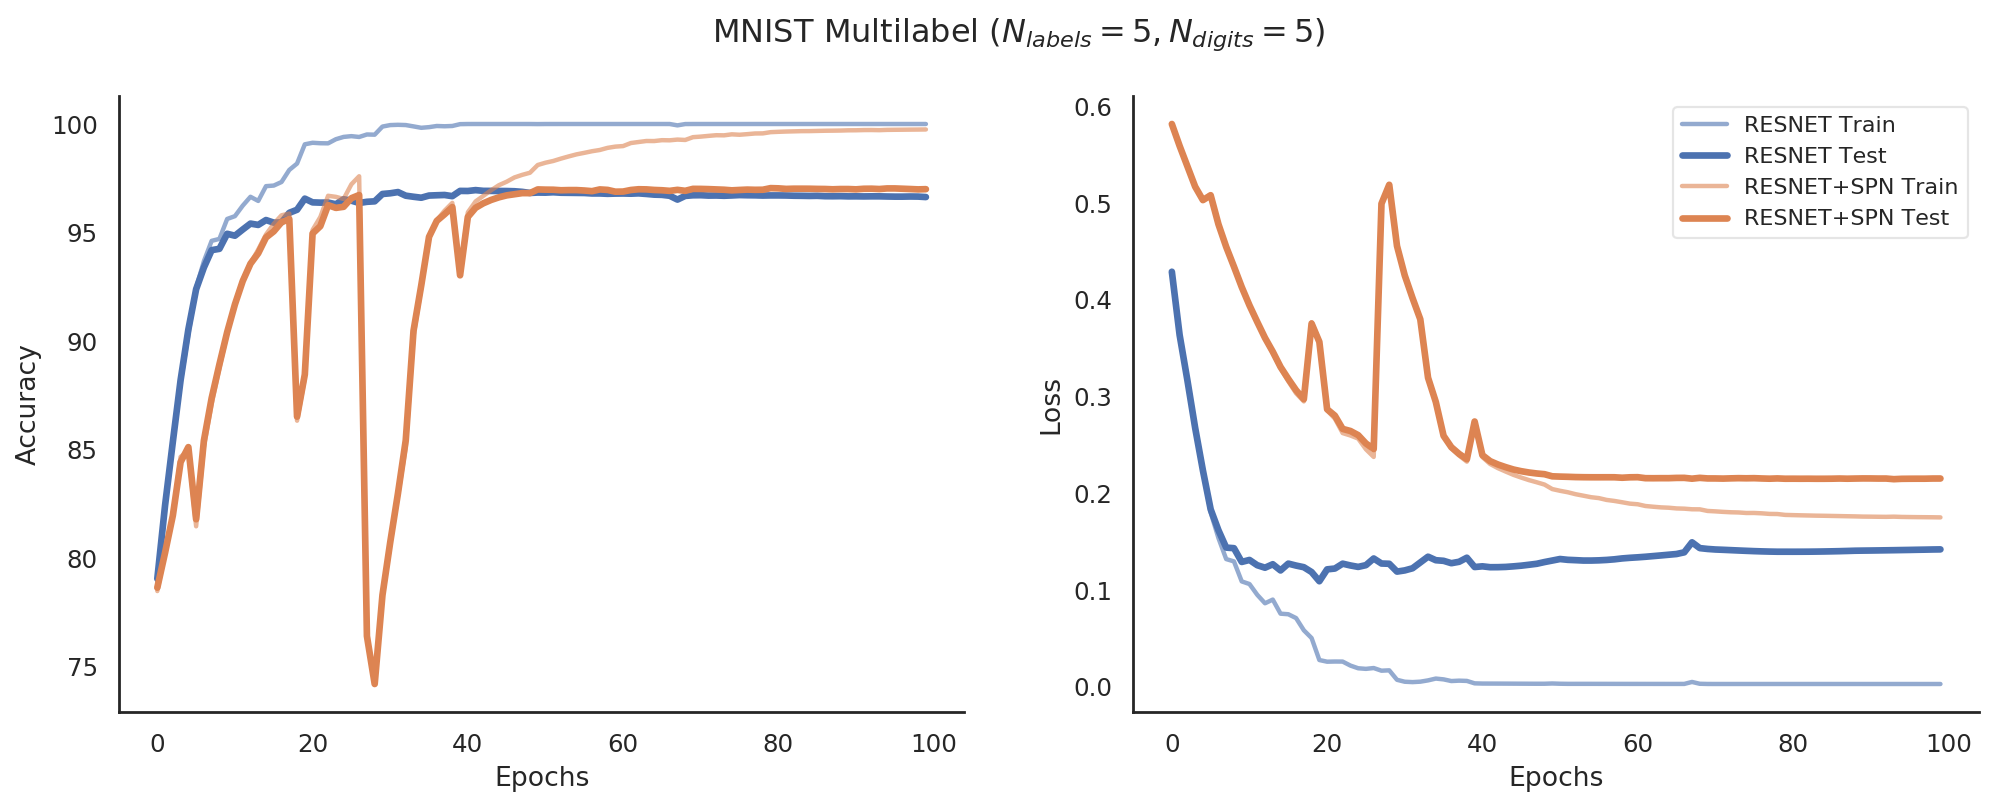 MNIST Multilabel (N_labels = 5, N_digits = 5)
100
95
90
85
80
75
Accuracy
0
20
40
60
80
100
Epochs
0.6
0.5
0.4
0.3
0.2
0.1
0.0
Loss
0
20
40
60
80
100
Epochs
RESNET Train
RESNET Test
RESNET+SPN Train
RESNET+SPN Test